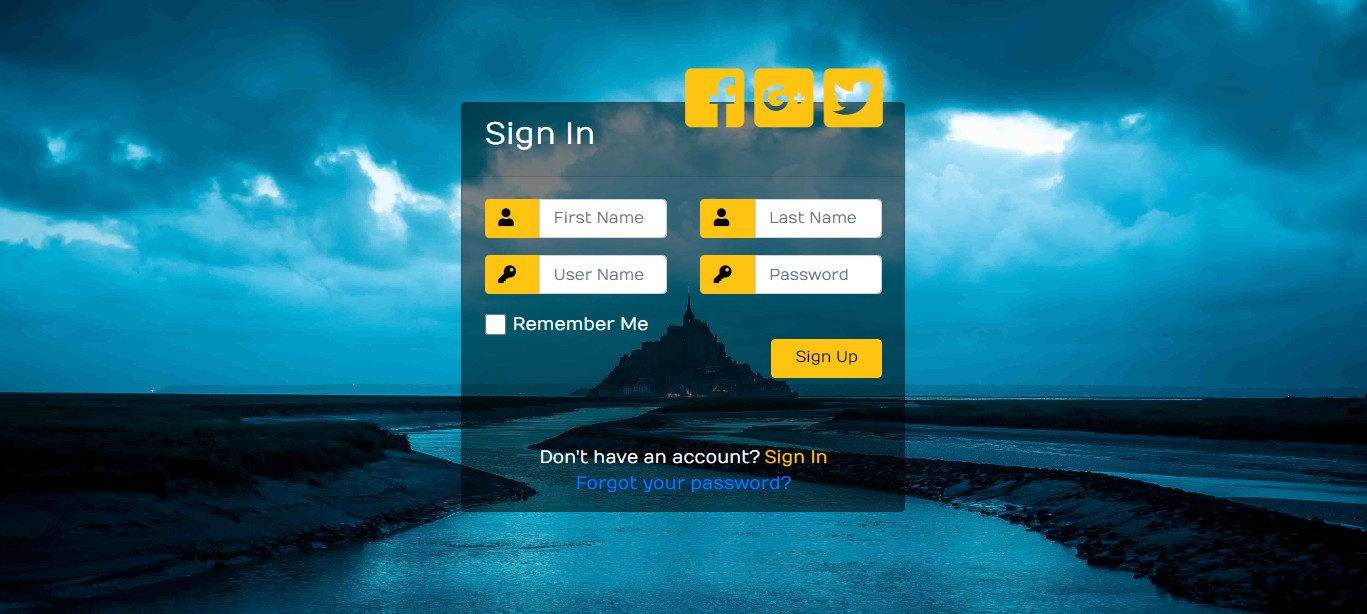 Sign In
First Name
Last Name
User Name
Password
Remember Me
Sign Up
Don't have an account? Sign In
Forgot your password?